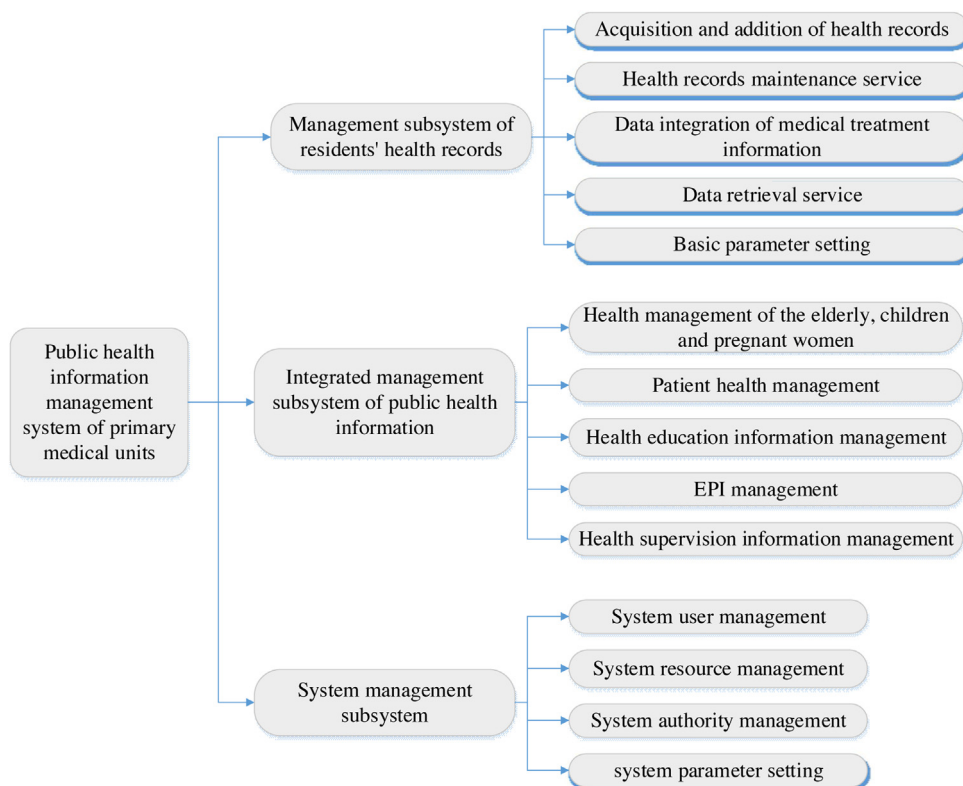 Public health
information
management
system of primary
medical units
Management subsystem of
residents' health records
Acquisition and addition of health records
Health records maintenance service
Data integration of medical treatment
information
Data retrieval service
Basic parameter setting
Integrated management
subsystem of public health
information
Health management of the elderly, children
and pregnant women
Patient health management
Health education information management
EPI management
Health supervision information management
System management
subsystem
System user management
System resource management
System authority management
system parameter setting